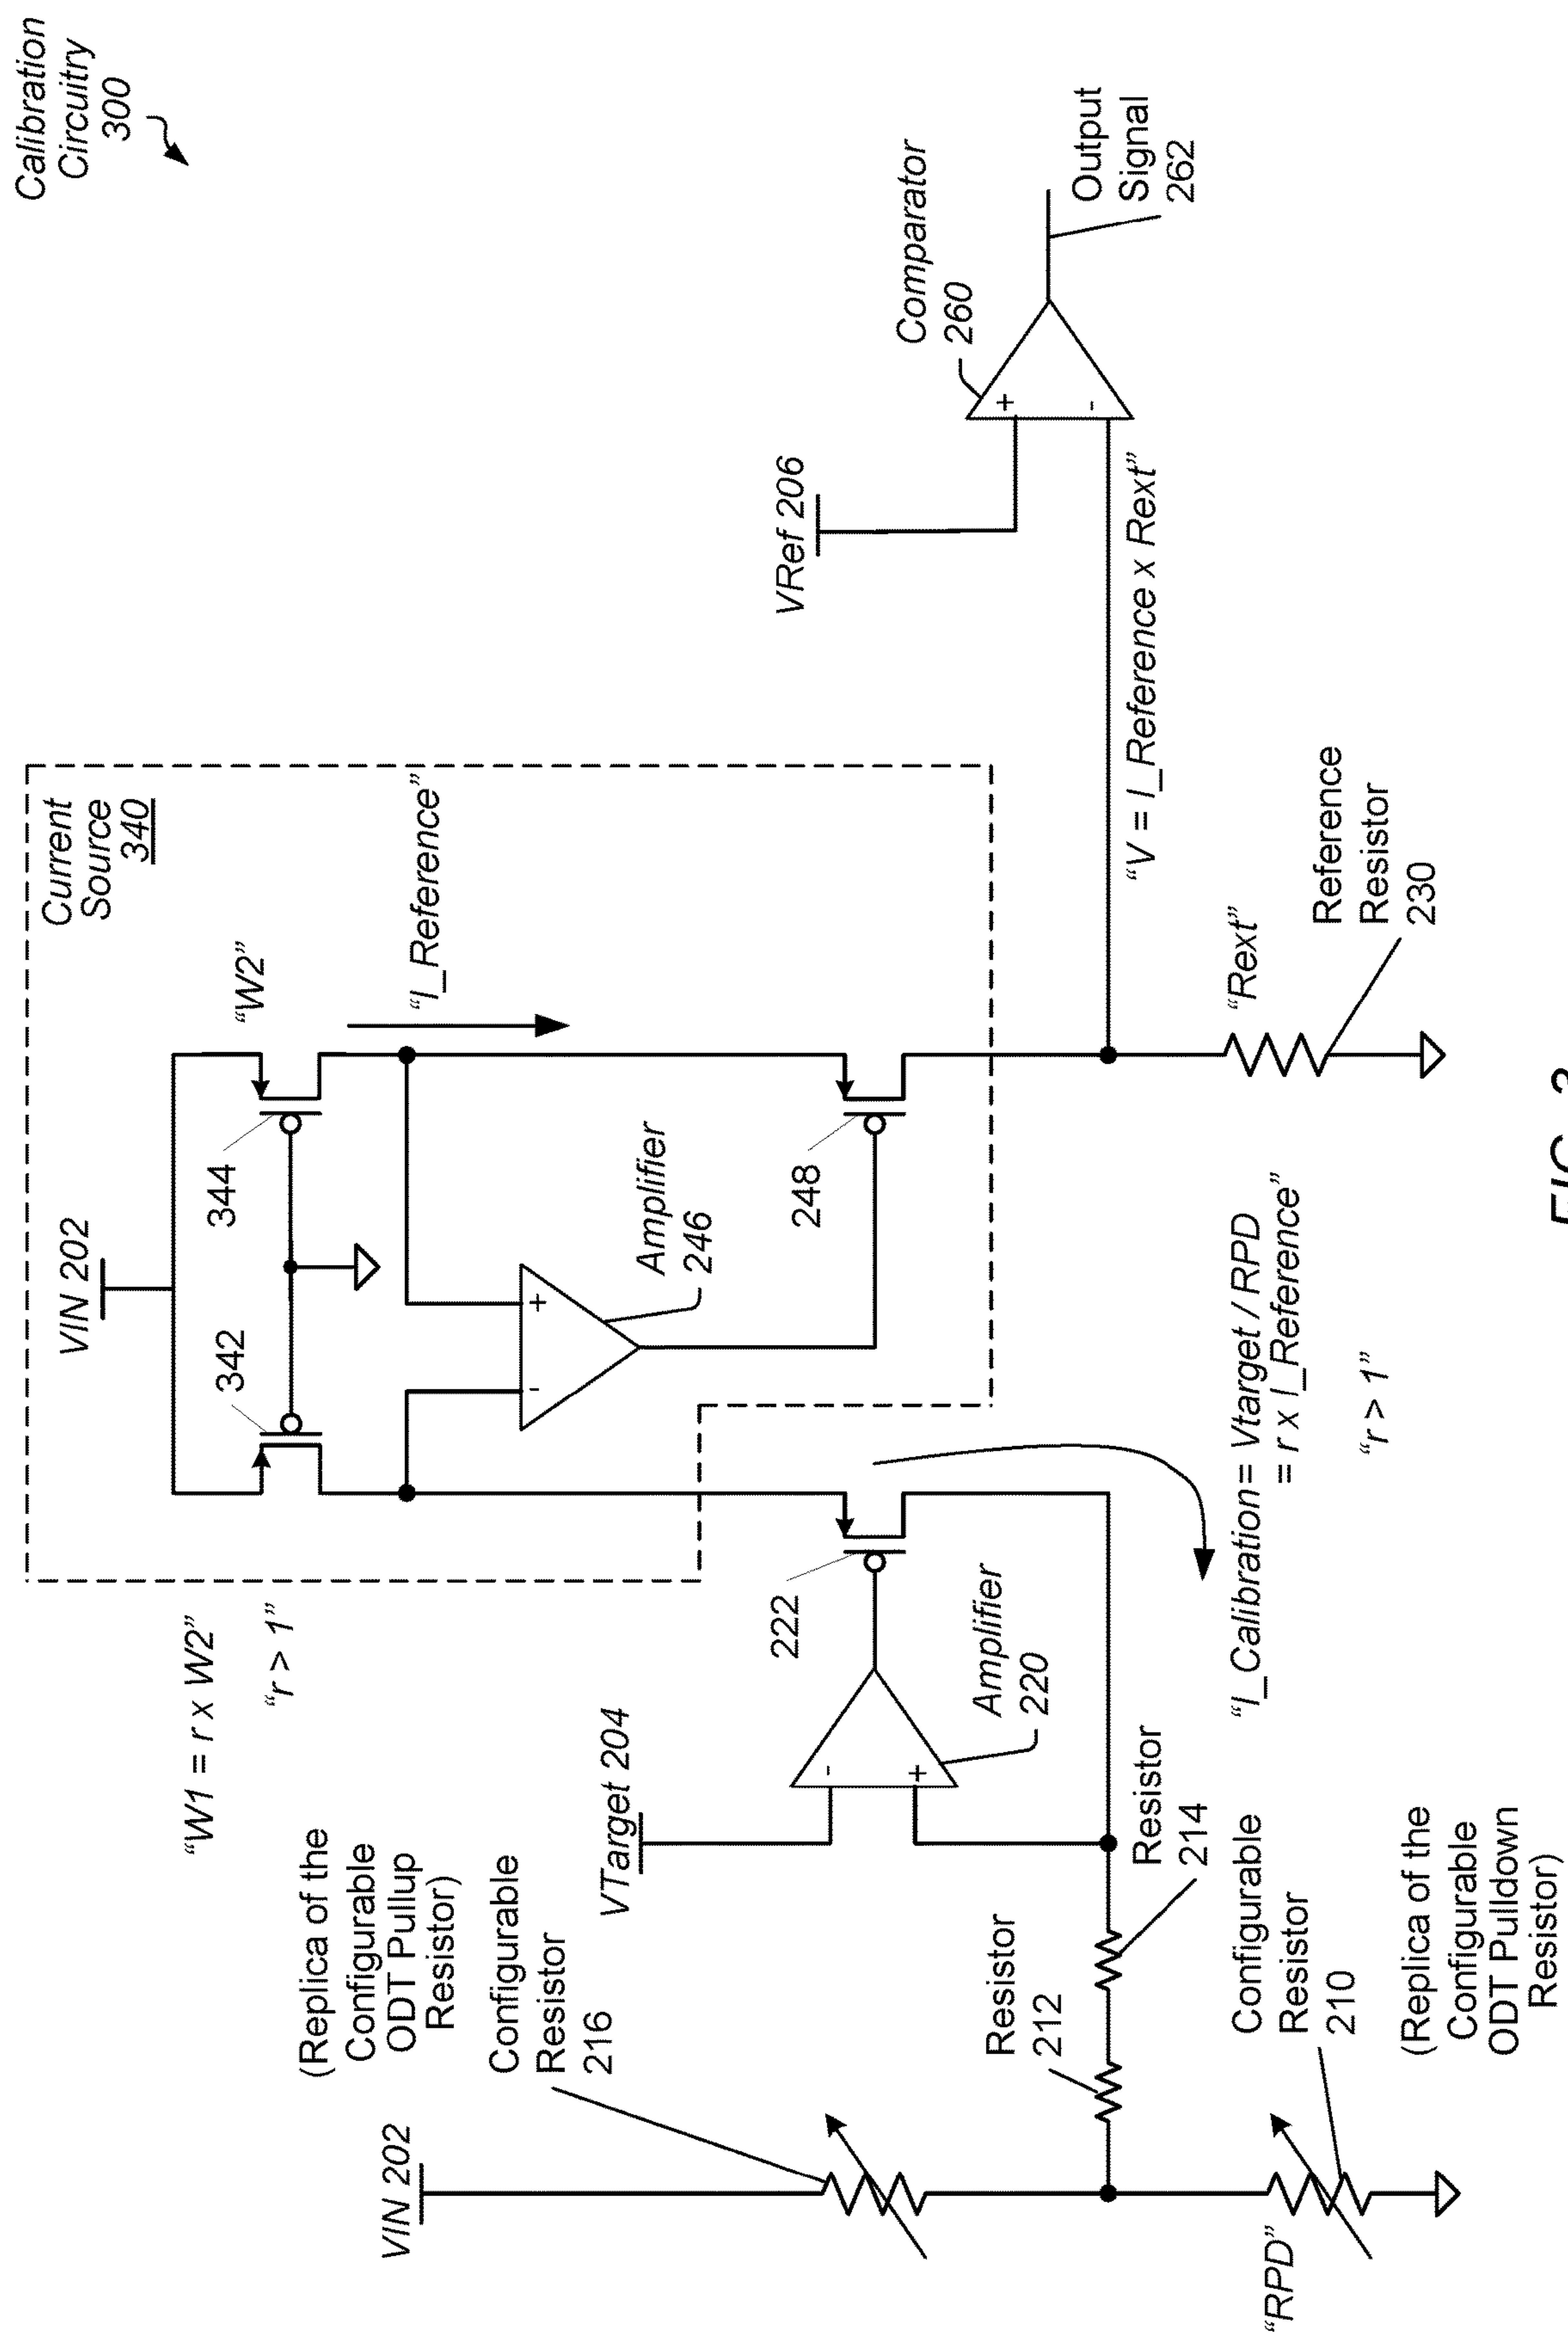 Calibration
Circuitry
300
Current
Source
340
VIN 202
"W2"
344
342
"I_Reference"
"W1 = r x W2"
"r > 1"
Amplifier
246
248
VRef 206
Comparator
260
+
-
Output
Signal
262
"V = I_Reference x Rext"
"Rext"
Reference
Resistor
230
+
-
VTarget 204
222
-
+
Amplifier
220
"I_Calibration= Vtarget / RPD
= r x I_Reference"
"r > 1"
(Replica of the
Configurable
ODT Pullup
Resistor)
Configurable
Resistor
216
VIN 202
Resistor
212
Resistor
214
Configurable
Resistor
210
(Replica of the
Configurable
ODT Pulldown
Resistor)
"RPD"
FIG. 3